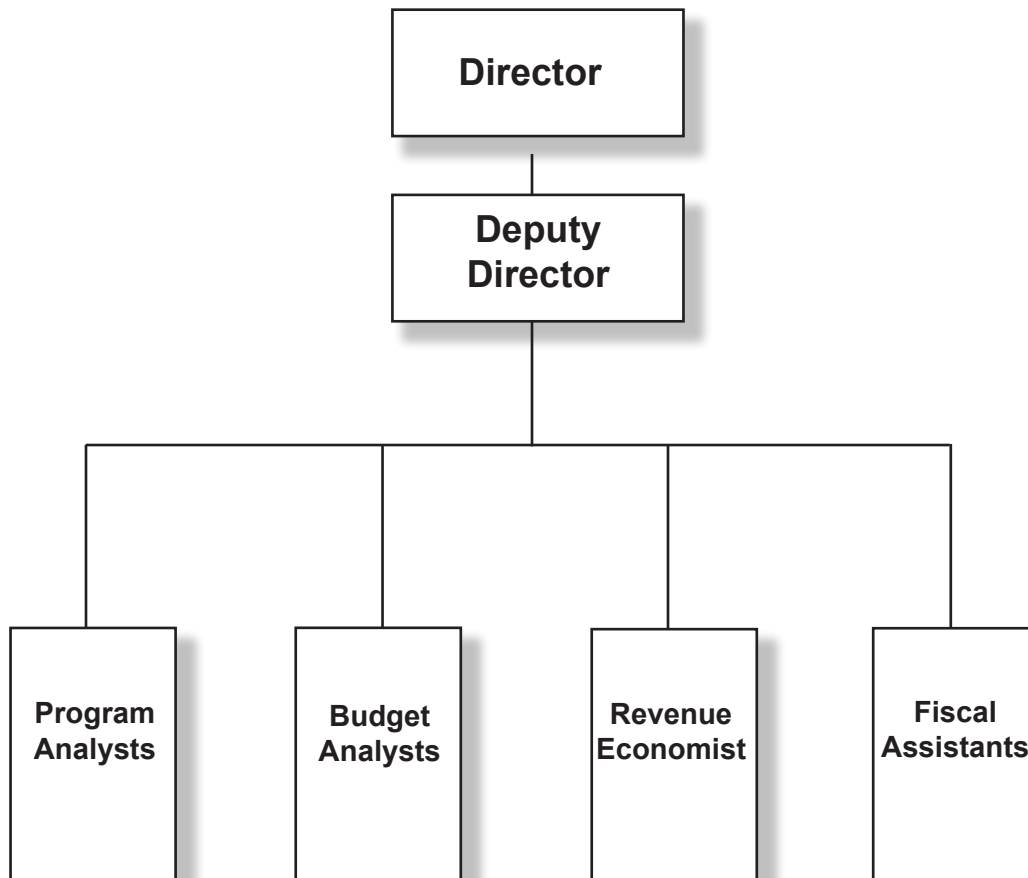 Director
Deputy
Director
Program
Analysts
Budget
Analysts
Revenue
Economist
Fiscal
Assistants